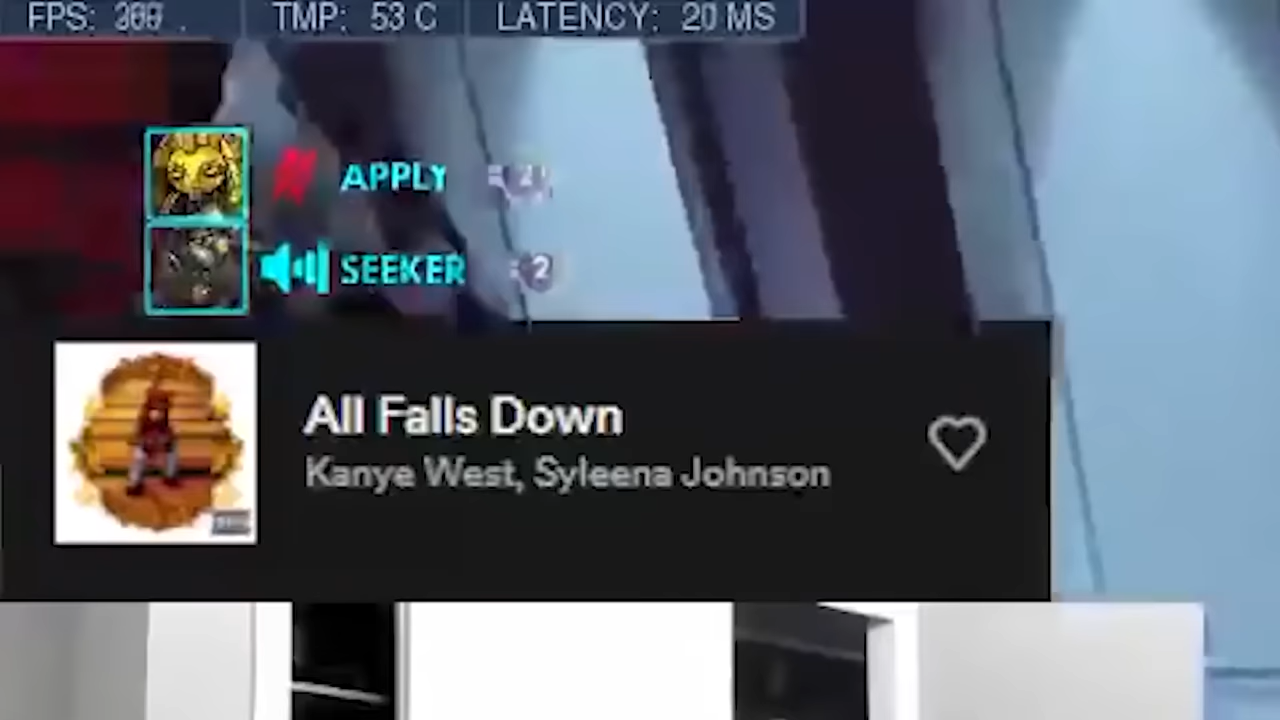 FPS: TMP: 53 C LATENCY: 20 MS
APPLY
SEEKER 2
All Falls Down
Kanye West, Syleena Johnson